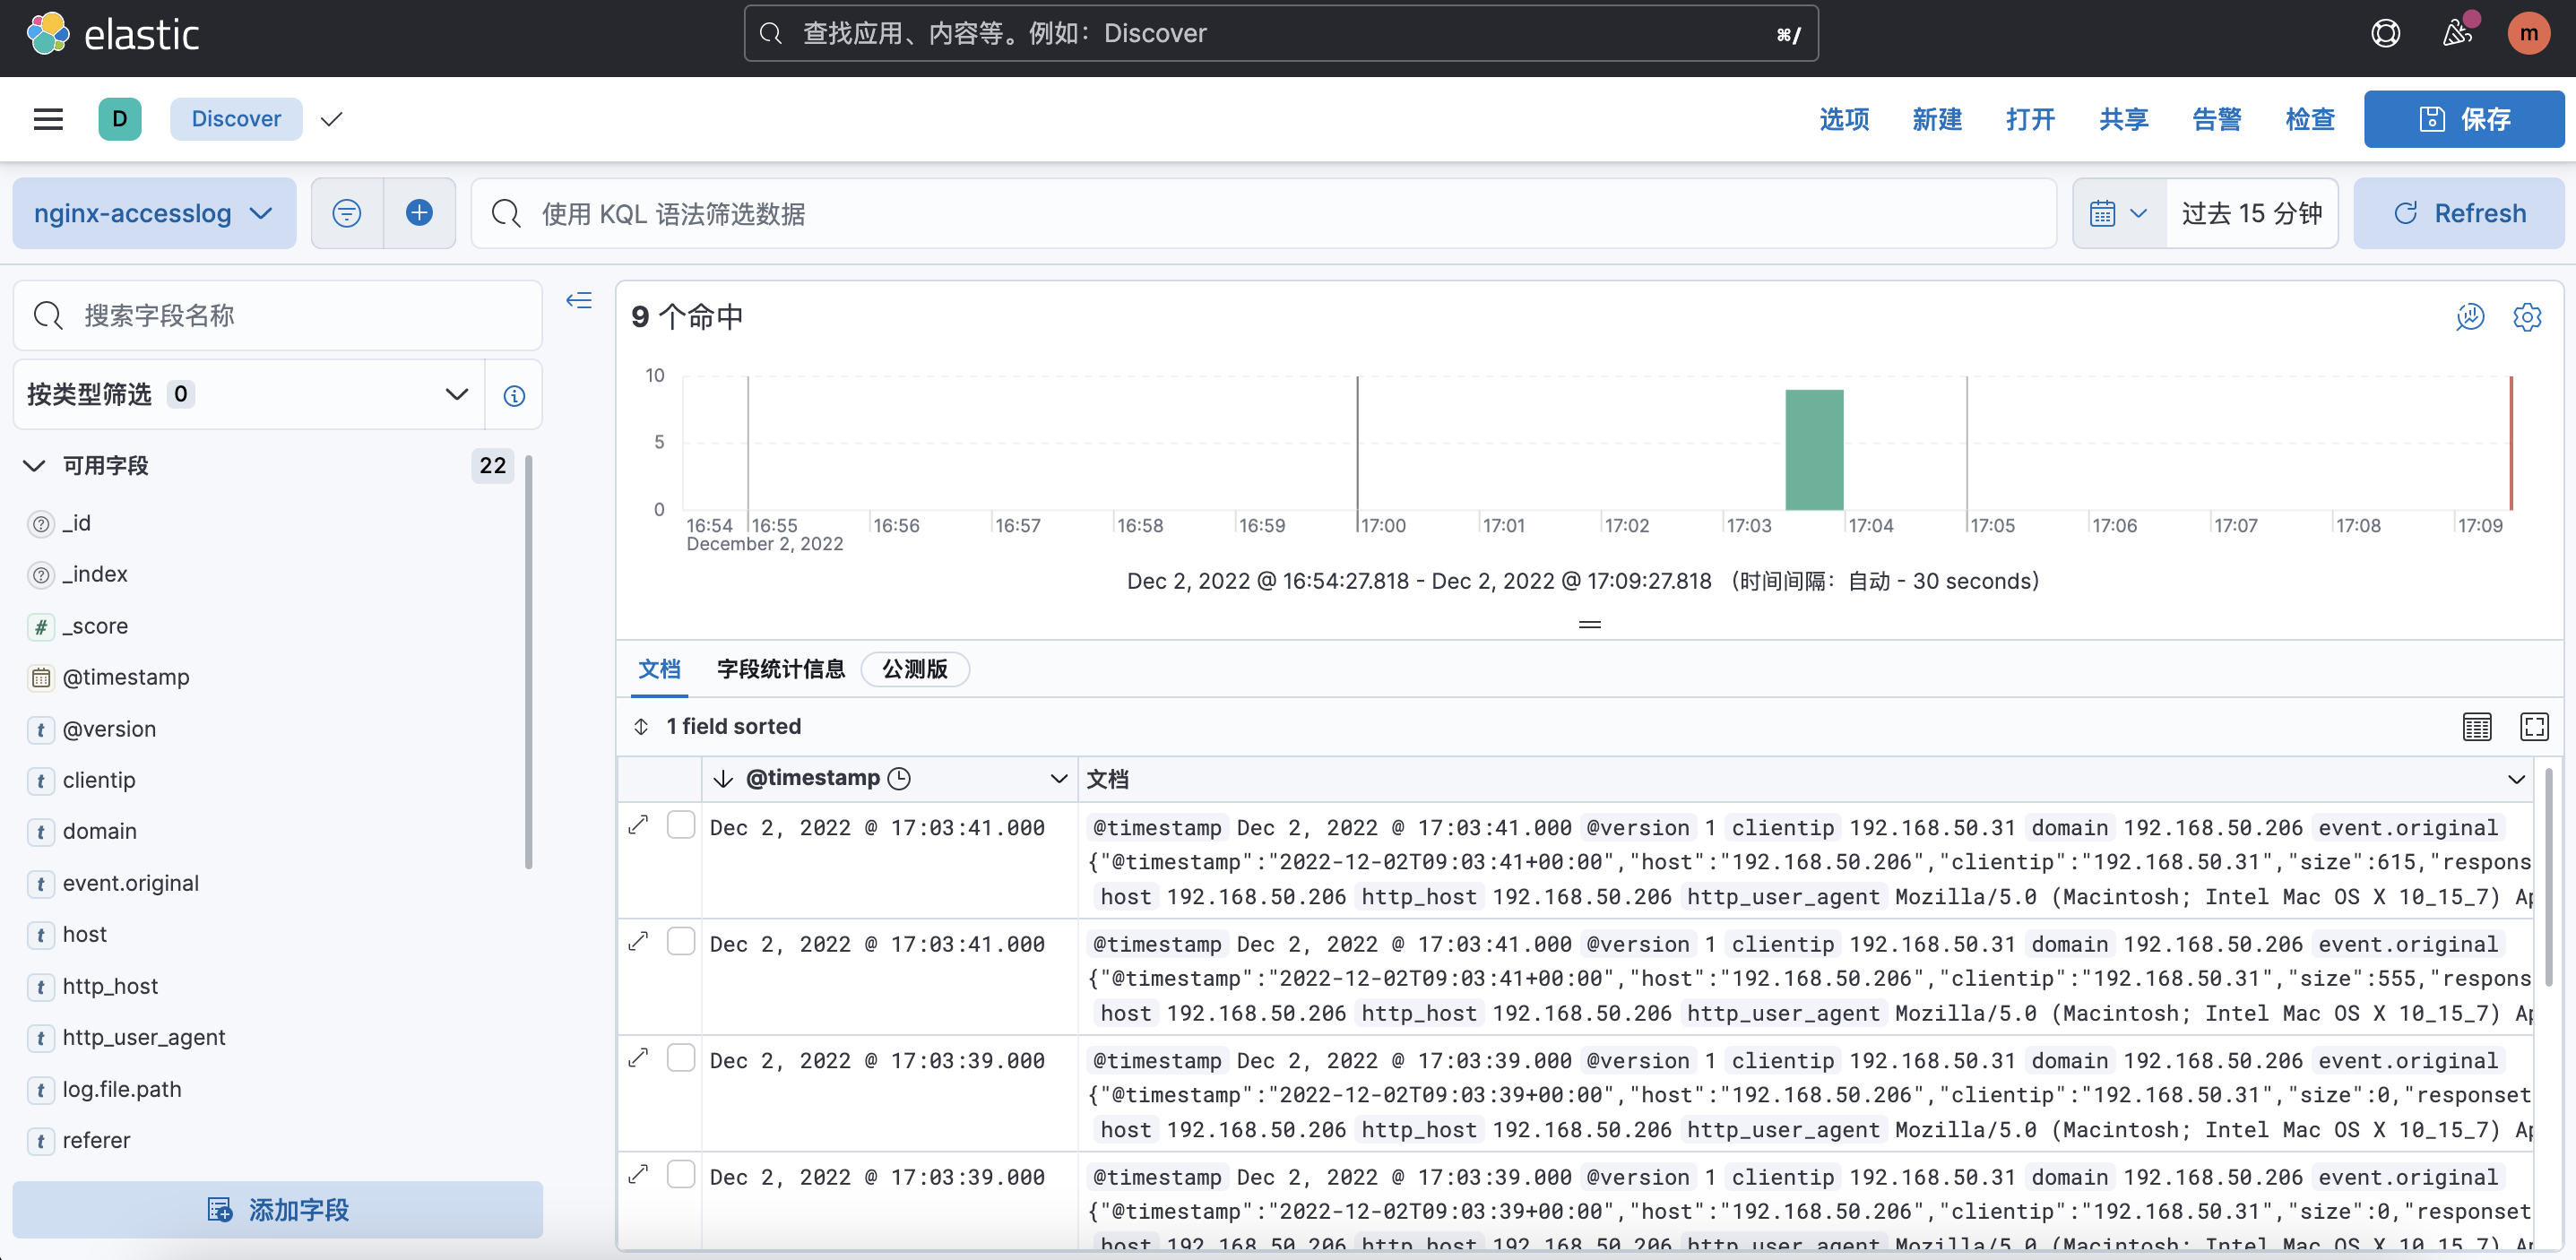 elastic
查找应用、内容等。例如：Discover
⌘/
m
D
Discover
选项 新建 打开 共享 告警 检查 保存
nginx-accesslog
使用 KQL 语法筛选数据
过去 15 分钟
Refresh
搜索字段名称
按类型筛选 0
可用字段 22
_id
_index
_score
@timestamp
@version
clientip
domain
event.original
host
http_host
http_user_agent
log.file.path
referer
添加字段
9 个命中
10
5
0
16:54 16:55 16:56 16:57 16:58 16:59 17:00 17:01 17:02 17:03 17:04 17:05 17:06 17:07 17:08 17:09
December 2, 2022
Dec 2, 2022 @ 16:54:27.818 - Dec 2, 2022 @ 17:09:27.818 （时间间隔：自动 - 30 seconds）
文档 字段统计信息 公测版
1 field sorted
@timestamp 文档
Dec 2, 2022 @ 17:03:41.000 @timestamp Dec 2, 2022 @ 17:03:41.000 @version 1 clientip 192.168.50.31 domain 192.168.50.206 event.original
{"@timestamp":"2022-12-02T09:03:41+00:00","host":"192.168.50.206","clientip":"192.168.50.31","size":615,"respons
host 192.168.50.206 http_host 192.168.50.206 http_user_agent Mozilla/5.0 (Macintosh; Intel Mac OS X 10_15_7) Ap
Dec 2, 2022 @ 17:03:41.000 @timestamp Dec 2, 2022 @ 17:03:41.000 @version 1 clientip 192.168.50.31 domain 192.168.50.206 event.original
{"@timestamp":"2022-12-02T09:03:41+00:00","host":"192.168.50.206","clientip":"192.168.50.31","size":555,"respons
host 192.168.50.206 http_host 192.168.50.206 http_user_agent Mozilla/5.0 (Macintosh; Intel Mac OS X 10_15_7) Ap
Dec 2, 2022 @ 17:03:39.000 @timestamp Dec 2, 2022 @ 17:03:39.000 @version 1 clientip 192.168.50.31 domain 192.168.50.206 event.original
{"@timestamp":"2022-12-02T09:03:39+00:00","host":"192.168.50.206","clientip":"192.168.50.31","size":0,"responset
host 192.168.50.206 http_host 192.168.50.206 http_user_agent Mozilla/5.0 (Macintosh; Intel Mac OS X 10_15_7) Ap
Dec 2, 2022 @ 17:03:39.000 @timestamp Dec 2, 2022 @ 17:03:39.000 @version 1 clientip 192.168.50.31 domain 192.168.50.206 event.original
{"@timestamp":"2022-12-02T09:03:39+00:00","host":"192.168.50.206","clientip":"192.168.50.31","size":0,"responset
host 192.168.50.206 http_host 192.168.50.206 http_user_agent Mozilla/5.0 (Macintosh; Intel Mac OS X 10_15_7) Ap